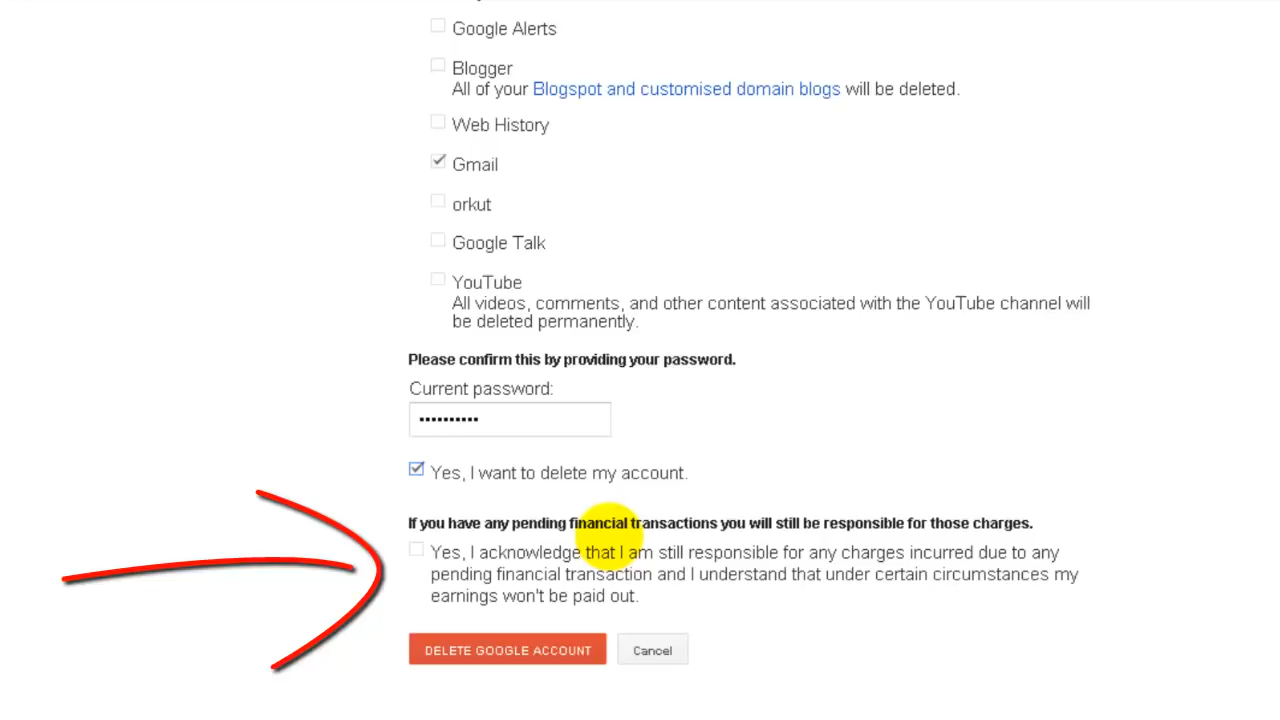 Google Alerts
Blogger
All of your Blogspot and customised domain blogs will be deleted.
Web History
Gmail
orkut
Google Talk
YouTube
All videos, comments, and other content associated with the YouTube channel will
be deleted permanently.
Please confirm this by providing your password.
Current password:
••••••••••
Yes, I want to delete my account.
If you have any pending financial transactions you will still be responsible for those charges.
Yes, I acknowledge that I am still responsible for any charges incurred due to any
pending financial transaction and I understand that under certain circumstances my
earnings won't be paid out.
DELETE GOOGLE ACCOUNT Cancel